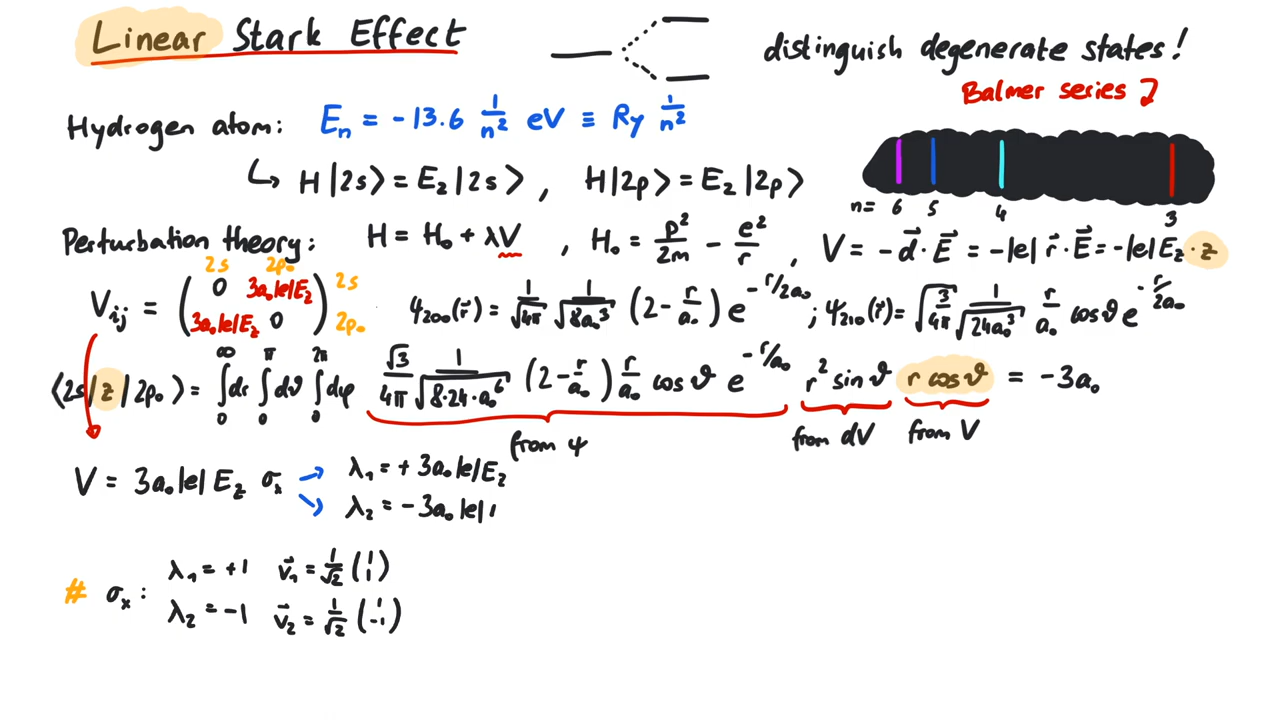 Linear Stark Effect
distinguish degenerate states!
Balmer series
Hydrogen atom: Eₙ = -13.6 1/n² eV ≡ Ry 1/n²
↳ H|2s⟩ = E₂|2s⟩ , H|2p⟩ = E₂|2p⟩
n= 6 5 4 3
Perturbation theory: H = H₀ + λV , H₀ = p²/2m - e²/r , V = -d⃗·E⃗ = -|e| r⃗·E⃗ = -|e|E_z·z
2s 2p₀
V_ij = ( 0 3a₀|e|E_z ) 2s
( 3a₀|e|E_z 0 ) 2p₀
ψ₂₀₀(r⃗) = 1/√4π 1/√8a₀³ (2 - r/a₀) e^(-r/2a₀) ; ψ₂₁₀(r⃗) = √(3/4π) 1/√24a₀³ r/a₀ cosϑ e^(-r/2a₀)
⟨2s|z|2p₀⟩ = ∫₀^∞ dr ∫₀^π dϑ ∫₀^2π dφ √3/4π 1/√(8·24·a₀⁶) (2 - r/a₀) r/a₀ cosϑ e^(-r/a₀) r² sinϑ r cosϑ = -3a₀
from ψ from dV from V
V = 3a₀|e|E_z σₓ
λ₁ = +3a₀|e|E_z
λ₂ = -3a₀|e|
# σₓ: λ₁ = +1 v⃗₁ = 1/√2 (1 1)
λ₂ = -1 v⃗₂ = 1/√2 (1 -1)